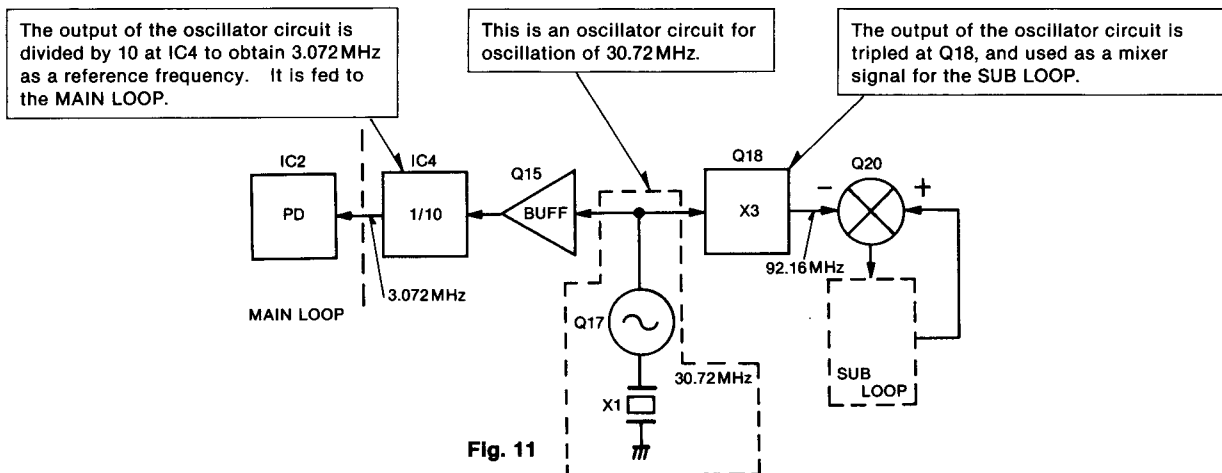 The output of the oscillator circuit is
divided by 10 at IC4 to obtain 3.072MHz
as a reference frequency. It is fed to
the MAIN LOOP.
This is an oscillator circuit for
oscillation of 30.72MHz.
The output of the oscillator circuit is
tripled at Q18, and used as a mixer
signal for the SUB LOOP.
IC2
PD
IC4
1/10
Q15
BUFF
Q18
X3
Q20
−
+
92.16MHz
3.072MHz
MAIN LOOP
Q17
30.72MHz
X1
SUB
LOOP
Fig. 11